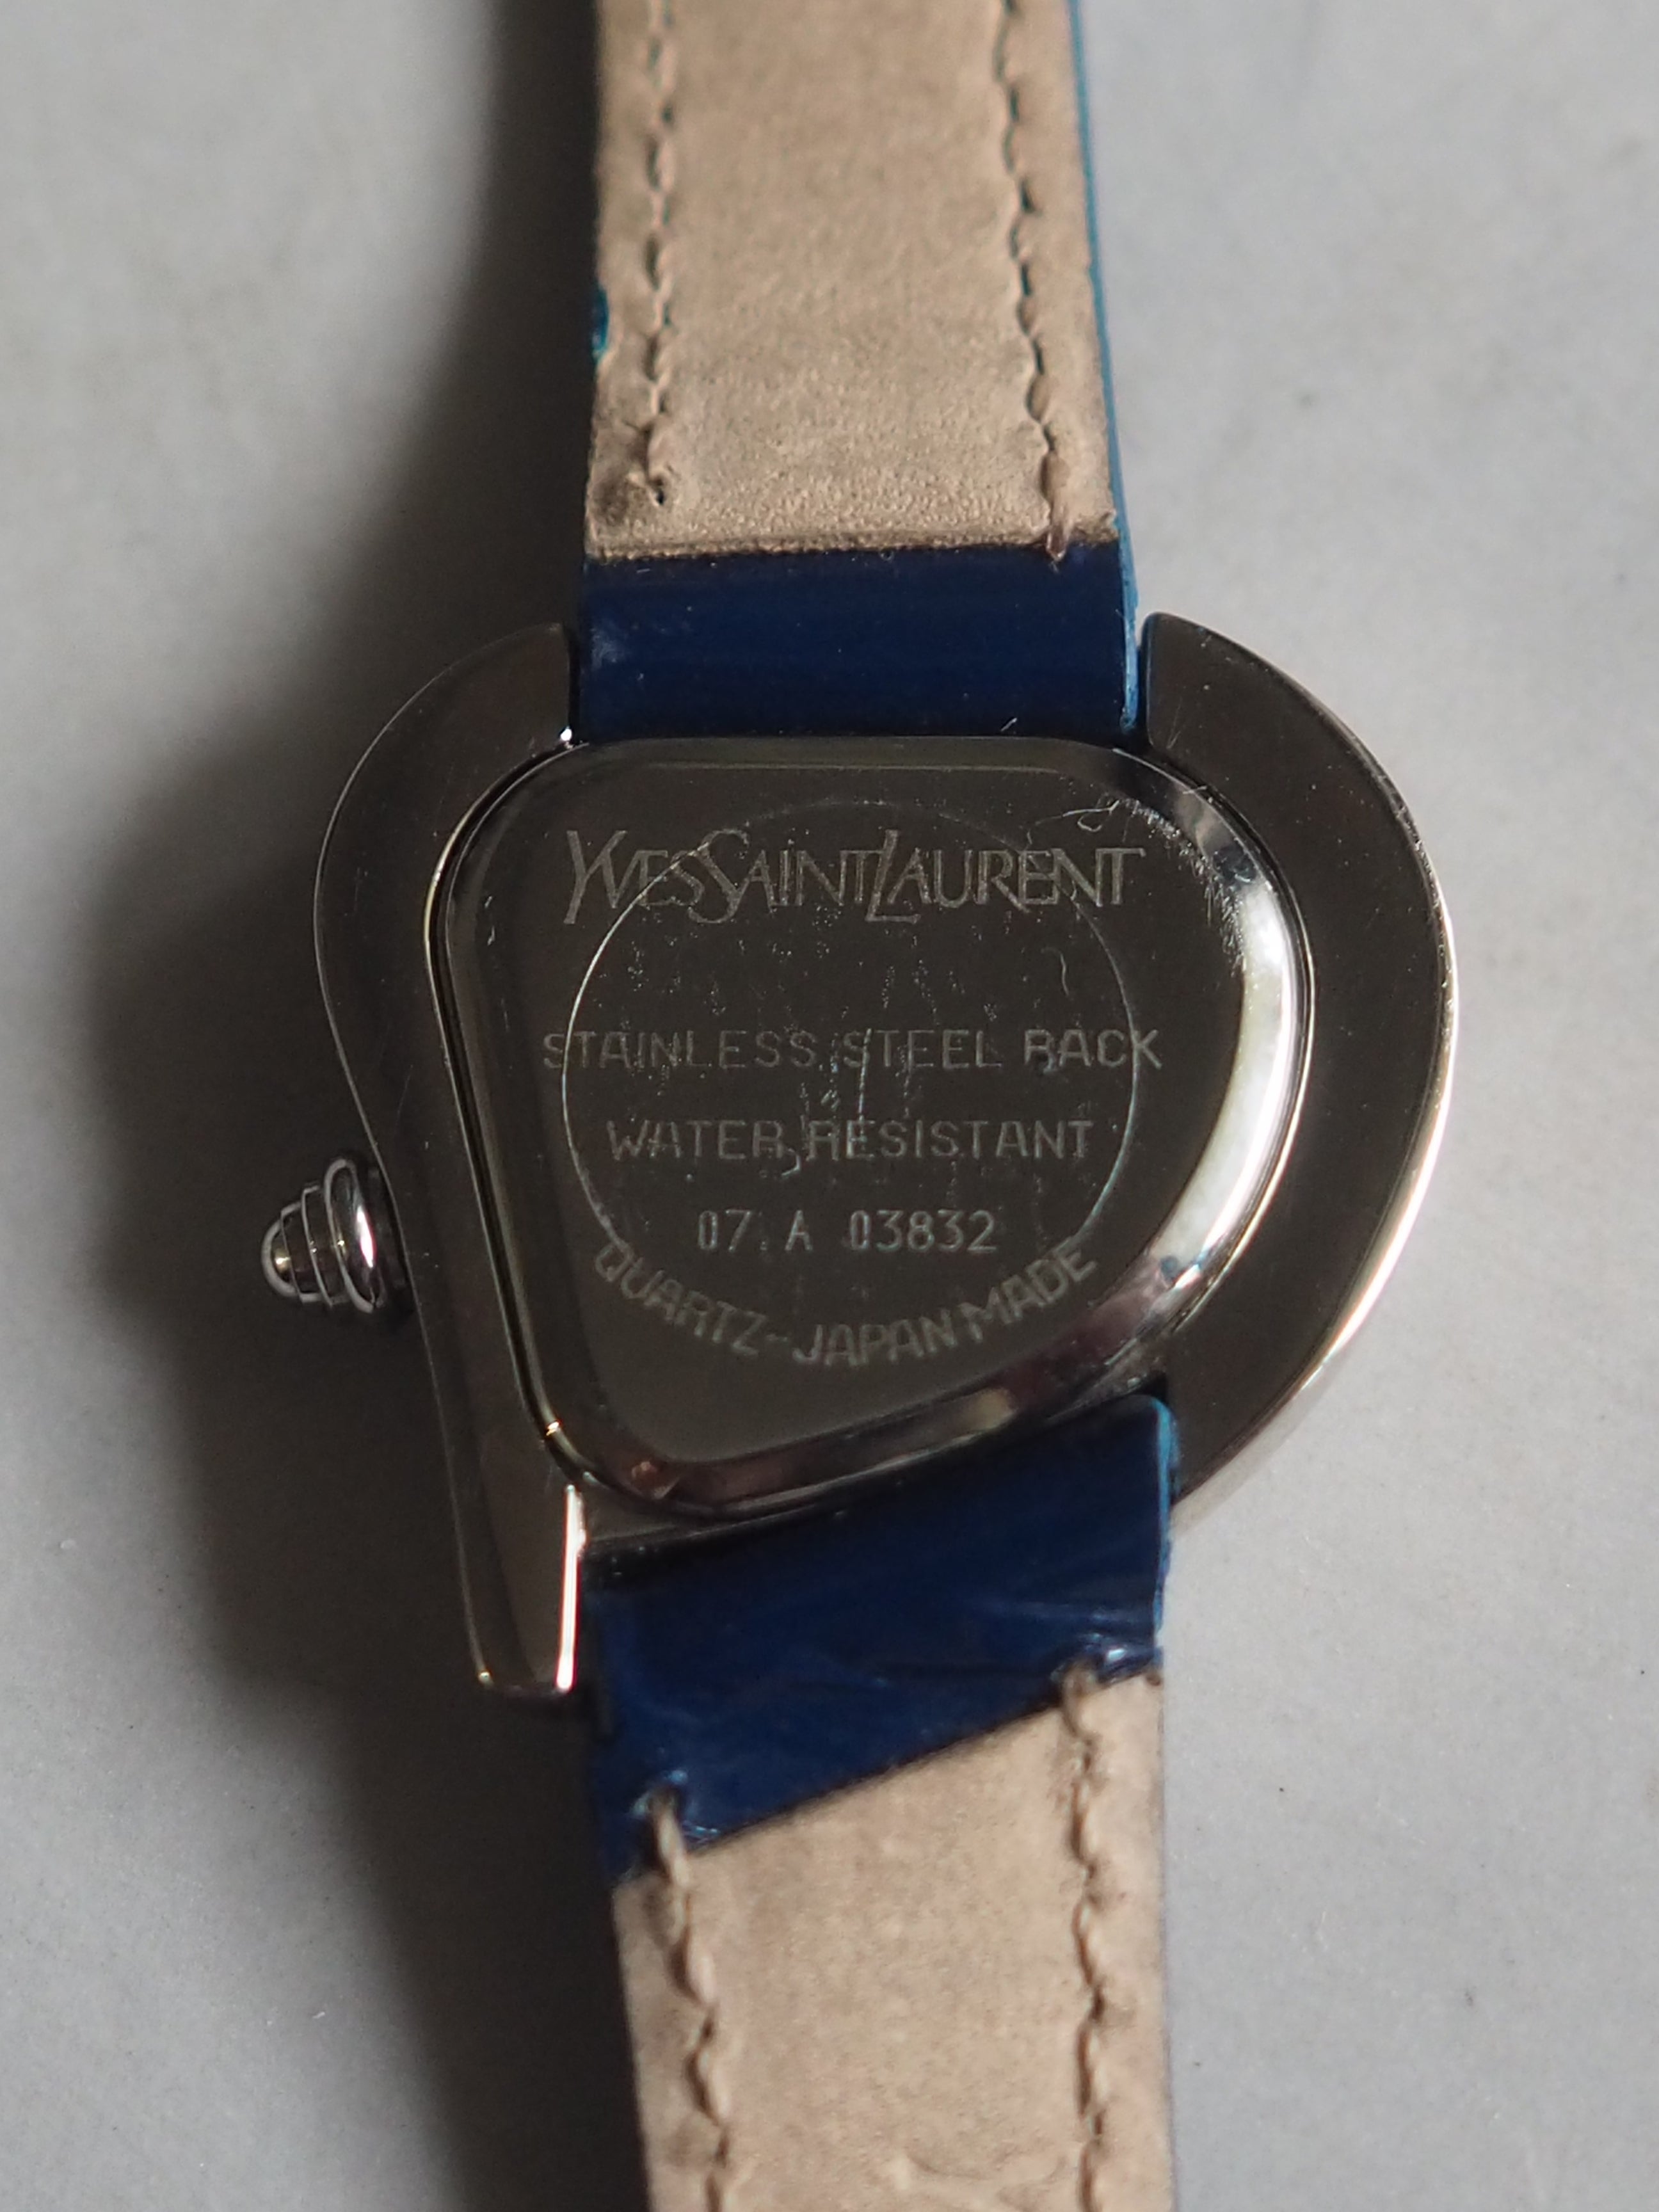 YVESSAINTLAURENT
STAINLESS STEEL BACK
WATER RESISTANT
07.A 03832
QUARTZ-JAPAN MADE